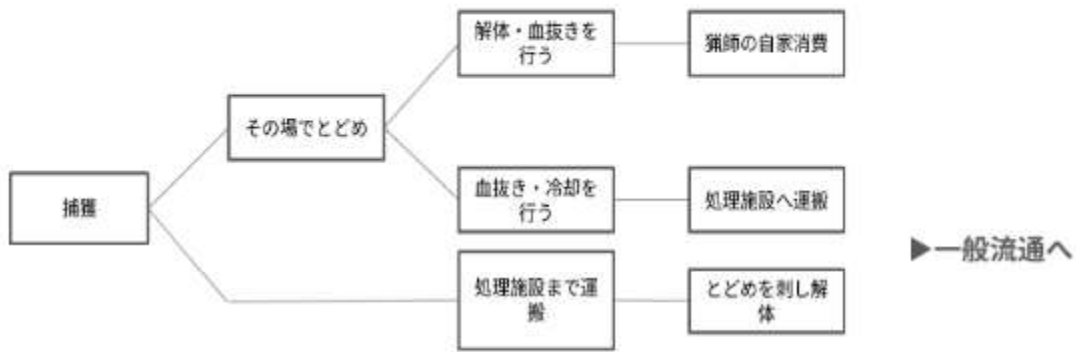 捕獲
その場でとどめ
解体・血抜きを
行う
猟師の自家消費
血抜き・冷却を
行う
処理施設へ運搬
処理施設まで運
搬
とどめを刺し解
体
▶一般流通へ